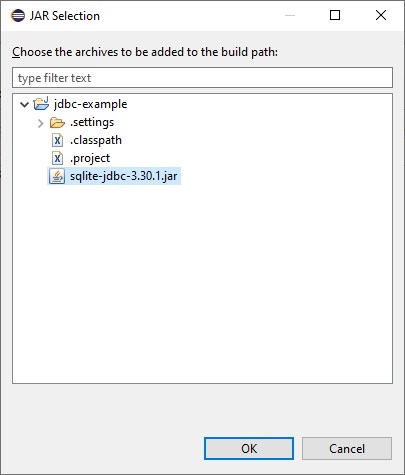 JAR Selection
Choose the archives to be added to the build path:
type filter text
jdbc-example
.settings
.classpath
.project
sqlite-jdbc-3.30.1.jar
OK Cancel